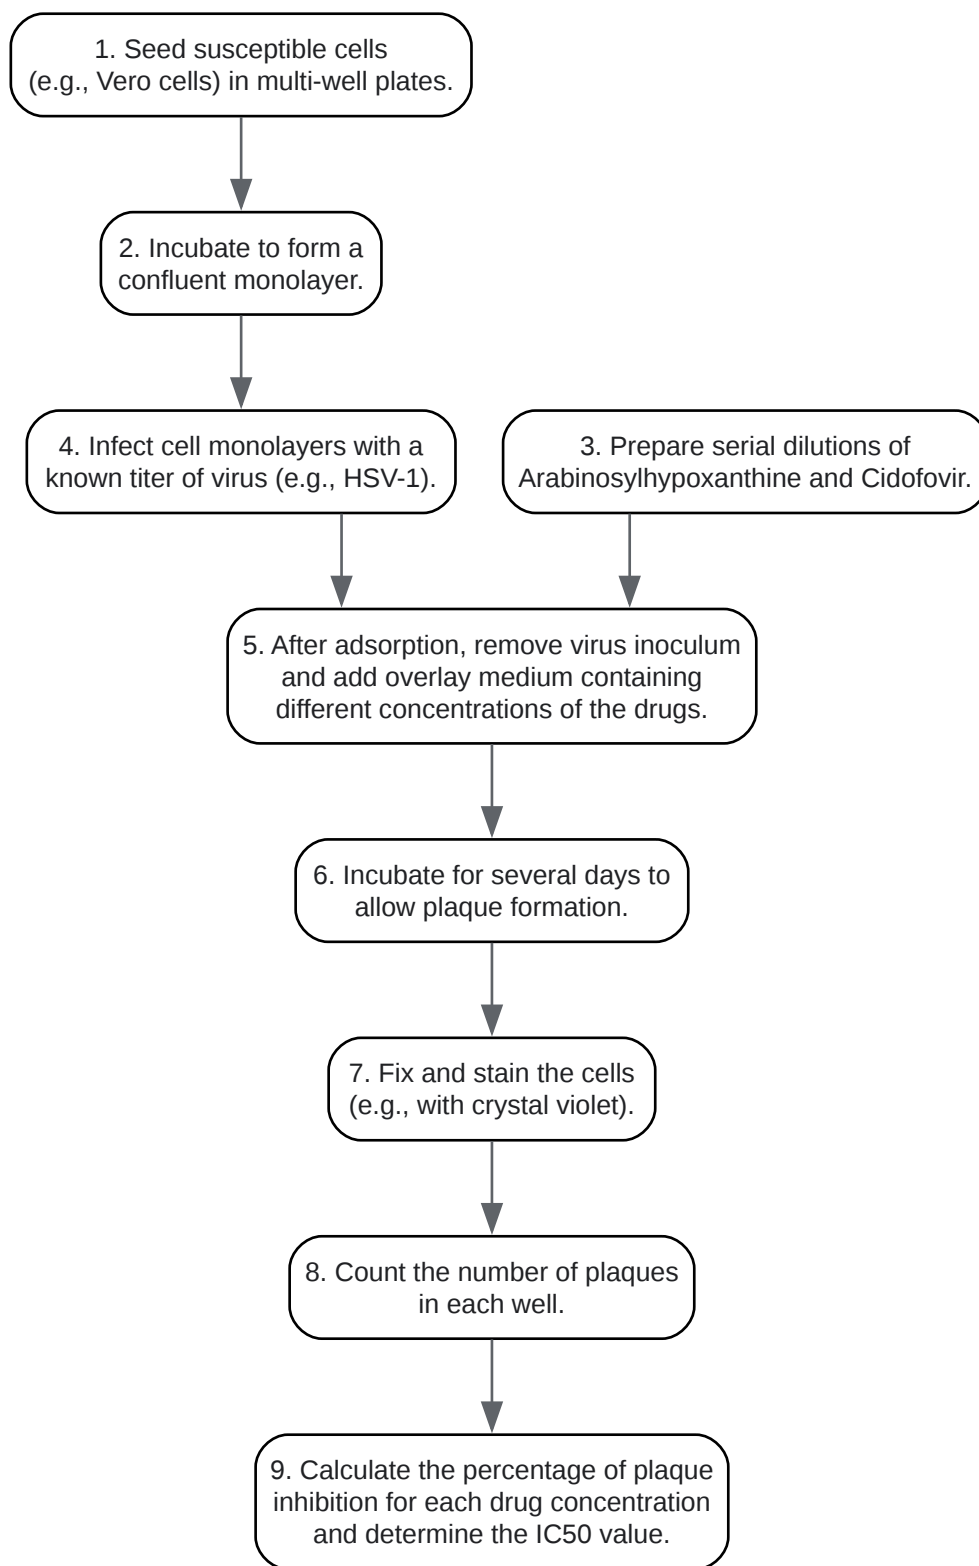 1. Seed susceptible cells
(e.g., Vero cells) in multi-well plates.
2. Incubate to form a
confluent monolayer.
4. Infect cell monolayers with a
known titer of virus (e.g., HSV-1).
3. Prepare serial dilutions of
Arabinosylhypoxanthine and Cidofovir.
5. After adsorption, remove virus inoculum
and add overlay medium containing
different concentrations of the drugs.
6. Incubate for several days to
allow plaque formation.
7. Fix and stain the cells
(e.g., with crystal violet).
8. Count the number of plaques
in each well.
9. Calculate the percentage of plaque
inhibition for each drug concentration
and determine the IC50 value.